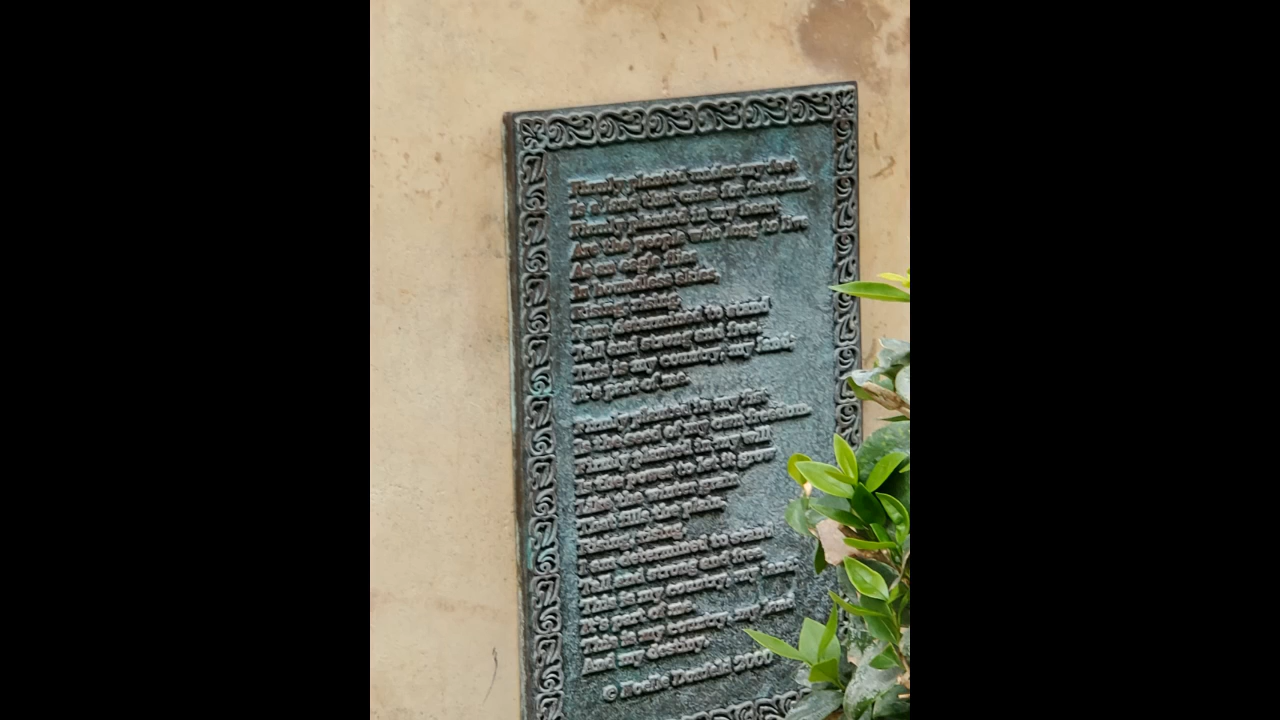 Firmly planted under my feet
Is a land that cries for freedom
Firmly planted in my heart
Are the people who long to live
As an eagle flies
In boundless skies,
Rising, rising.
I am determined to stand
Tall and strong and free.
This is my country, my land;
It's part of me.
Firmly planted in my fist
Is the seed of my own freedom
Firmly planted in my will
Is the power to let it grow
Like the winter grain
That fills the plain,
Rising, rising.
I am determined to stand
Tall and strong and free.
This is my country, my land;
It's part of me.
This is my country, my land
And my destiny.
© Noelle Donfeld 2000